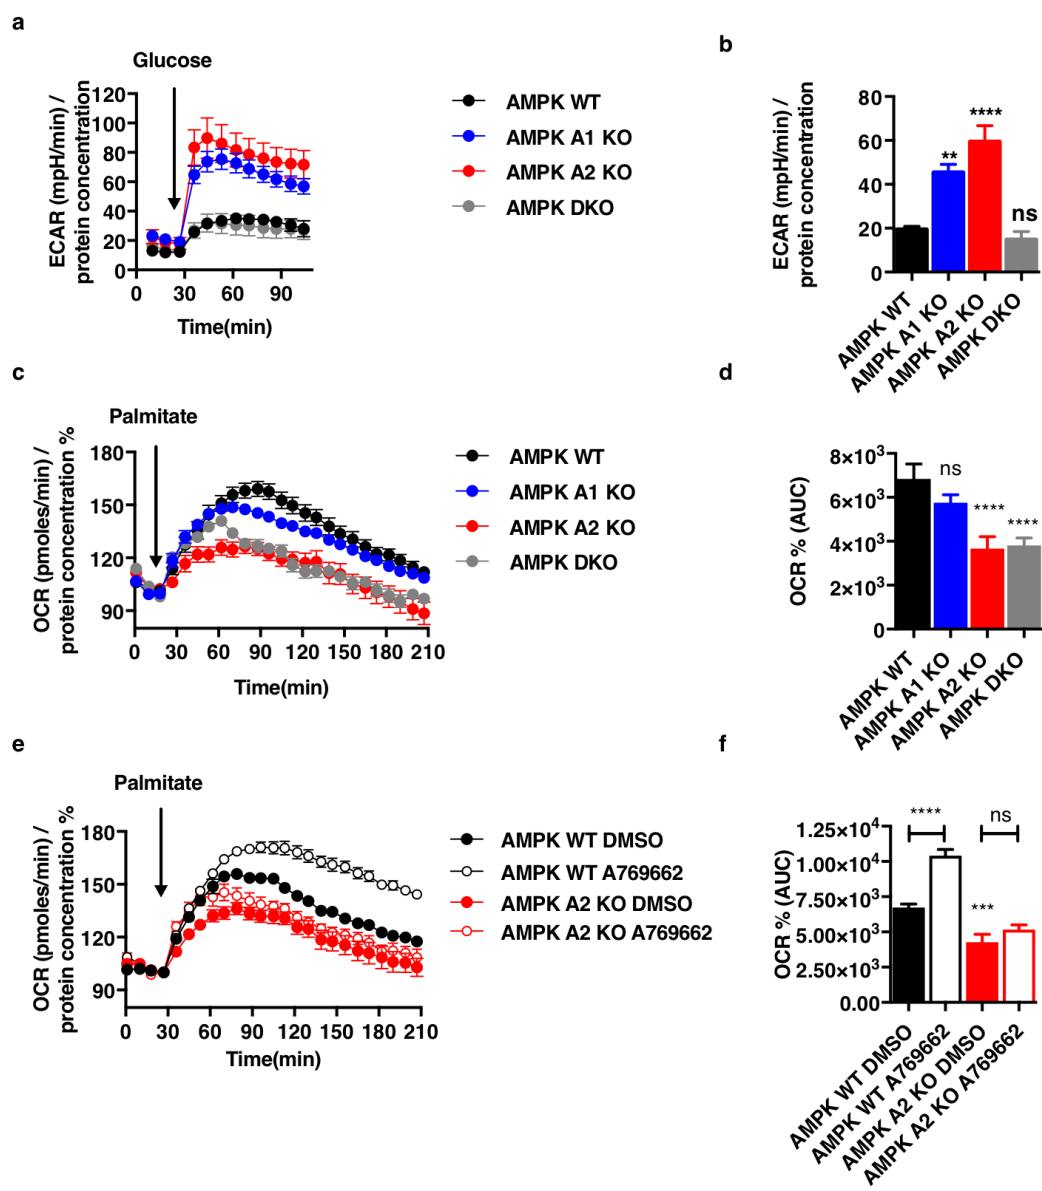 a
Glucose
ECAR (mpH/min) /
protein concentration
120
100
80
60
40
20
0
0 30 60 90
Time(min)
AMPK WT
AMPK A1 KO
AMPK A2 KO
AMPK DKO
b
ECAR (mpH/min) /
protein concentration
80
60
40
20
0
**
****
ns
AMPK WT
AMPK A1 KO
AMPK A2 KO
AMPK DKO
c
Palmitate
OCR (pmoles/min) /
protein concentration %
180
150
120
90
0 30 60 90 120 150 180 210
Time(min)
AMPK WT
AMPK A1 KO
AMPK A2 KO
AMPK DKO
d
OCR % (AUC)
8×10³
6×10³
4×10³
2×10³
0
ns
****
****
AMPK WT
AMPK A1 KO
AMPK A2 KO
AMPK DKO
e
Palmitate
OCR (pmoles/min) /
protein concentration %
180
150
120
90
0 30 60 90 120 150 180 210
Time(min)
AMPK WT DMSO
AMPK WT A769662
AMPK A2 KO DMSO
AMPK A2 KO A769662
f
OCR % (AUC)
1.25×10⁴
1.00×10⁴
7.50×10³
5.00×10³
2.50×10³
0.00
****
ns
***
AMPK WT DMSO
AMPK WT A769662
AMPK A2 KO DMSO
AMPK A2 KO A769662